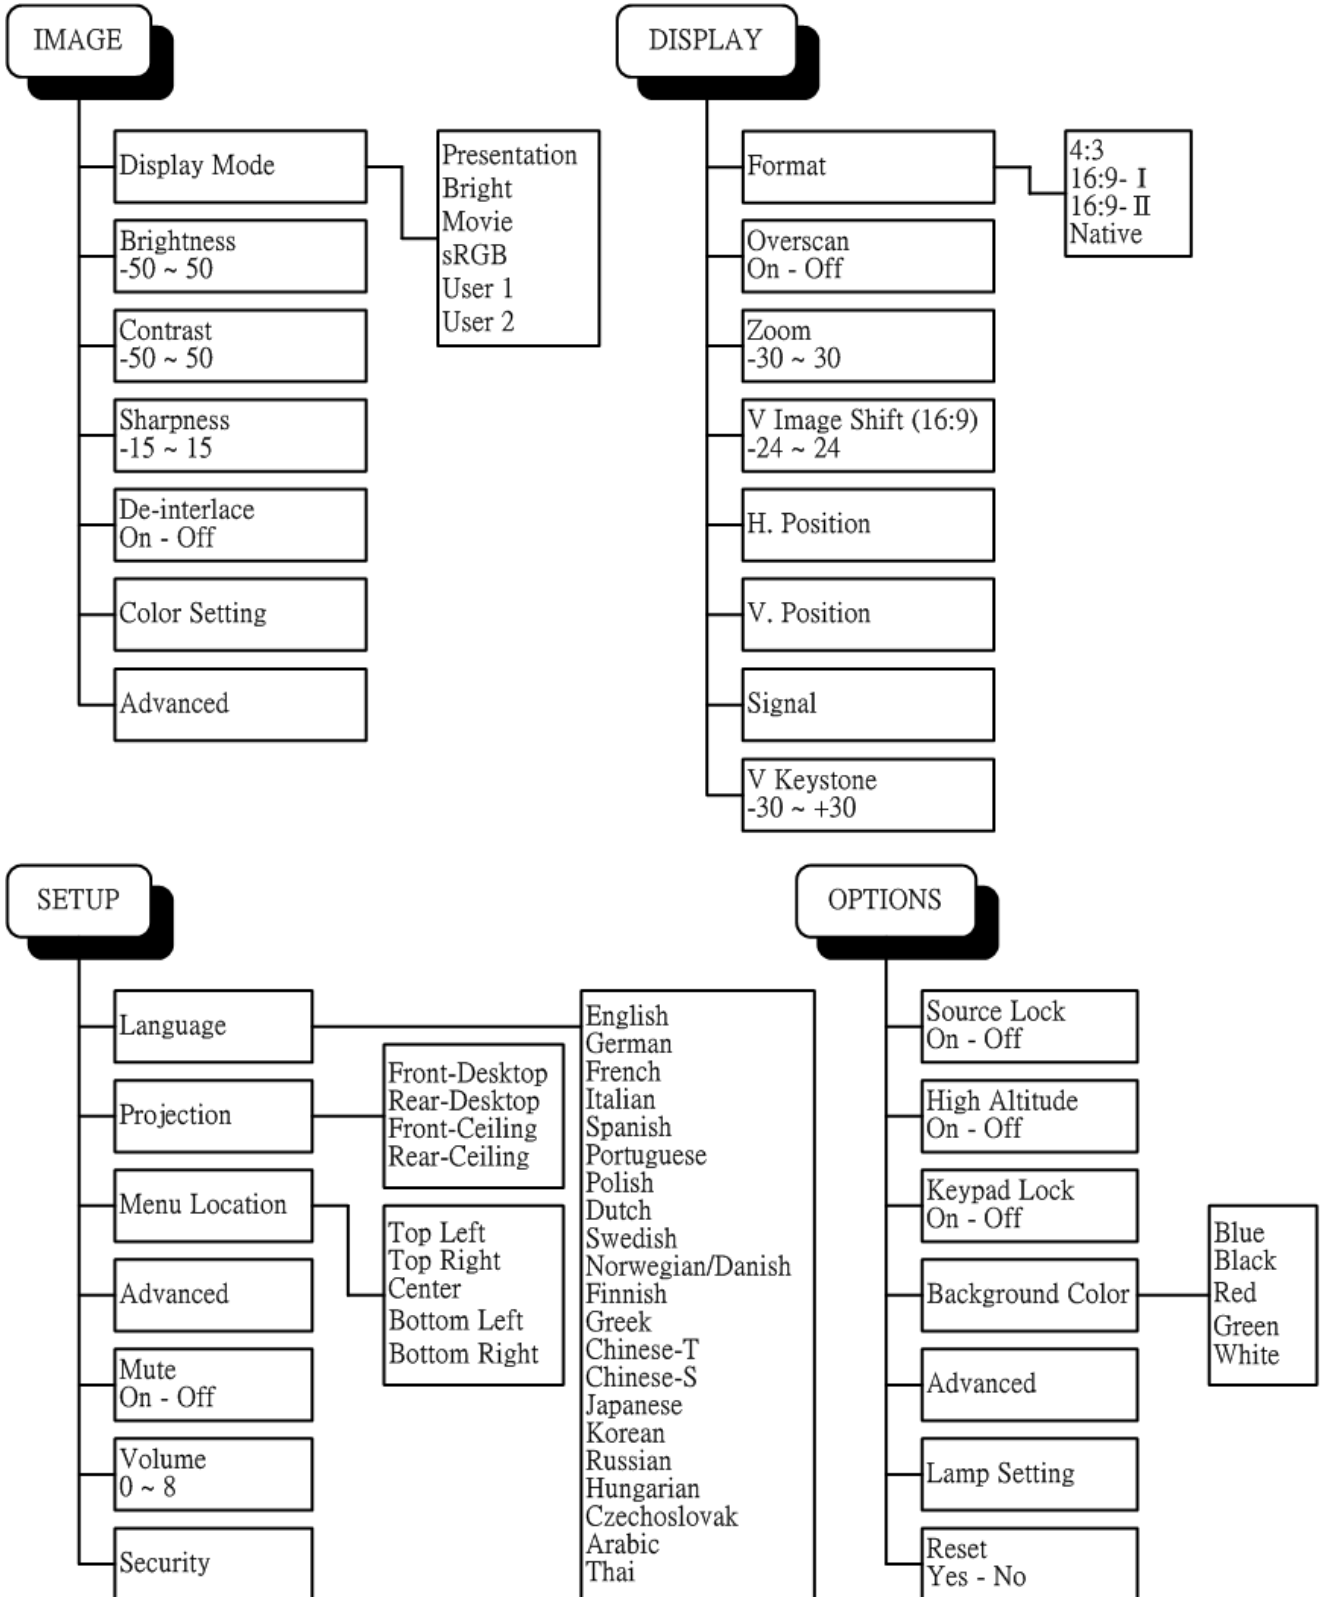 IMAGE
Display Mode
Presentation
Bright
Movie
sRGB
User 1
User 2
Brightness
-50 ~ 50
Contrast
-50 ~ 50
Sharpness
-15 ~ 15
De-interlace
On - Off
Color Setting
Advanced
DISPLAY
Format
4:3
16:9- I
16:9- II
Native
Overscan
On - Off
Zoom
-30 ~ 30
V Image Shift (16:9)
-24 ~ 24
H. Position
V. Position
Signal
V Keystone
-30 ~ +30
SETUP
Language
English
German
French
Italian
Spanish
Portuguese
Polish
Dutch
Swedish
Norwegian/Danish
Finnish
Greek
Chinese-T
Chinese-S
Japanese
Korean
Russian
Hungarian
Czechoslovak
Arabic
Thai
Projection
Front-Desktop
Rear-Desktop
Front-Ceiling
Rear-Ceiling
Menu Location
Top Left
Top Right
Center
Bottom Left
Bottom Right
Advanced
Mute
On - Off
Volume
0 ~ 8
Security
OPTIONS
Source Lock
On - Off
High Altitude
On - Off
Keypad Lock
On - Off
Background Color
Blue
Black
Red
Green
White
Advanced
Lamp Setting
Reset
Yes - No